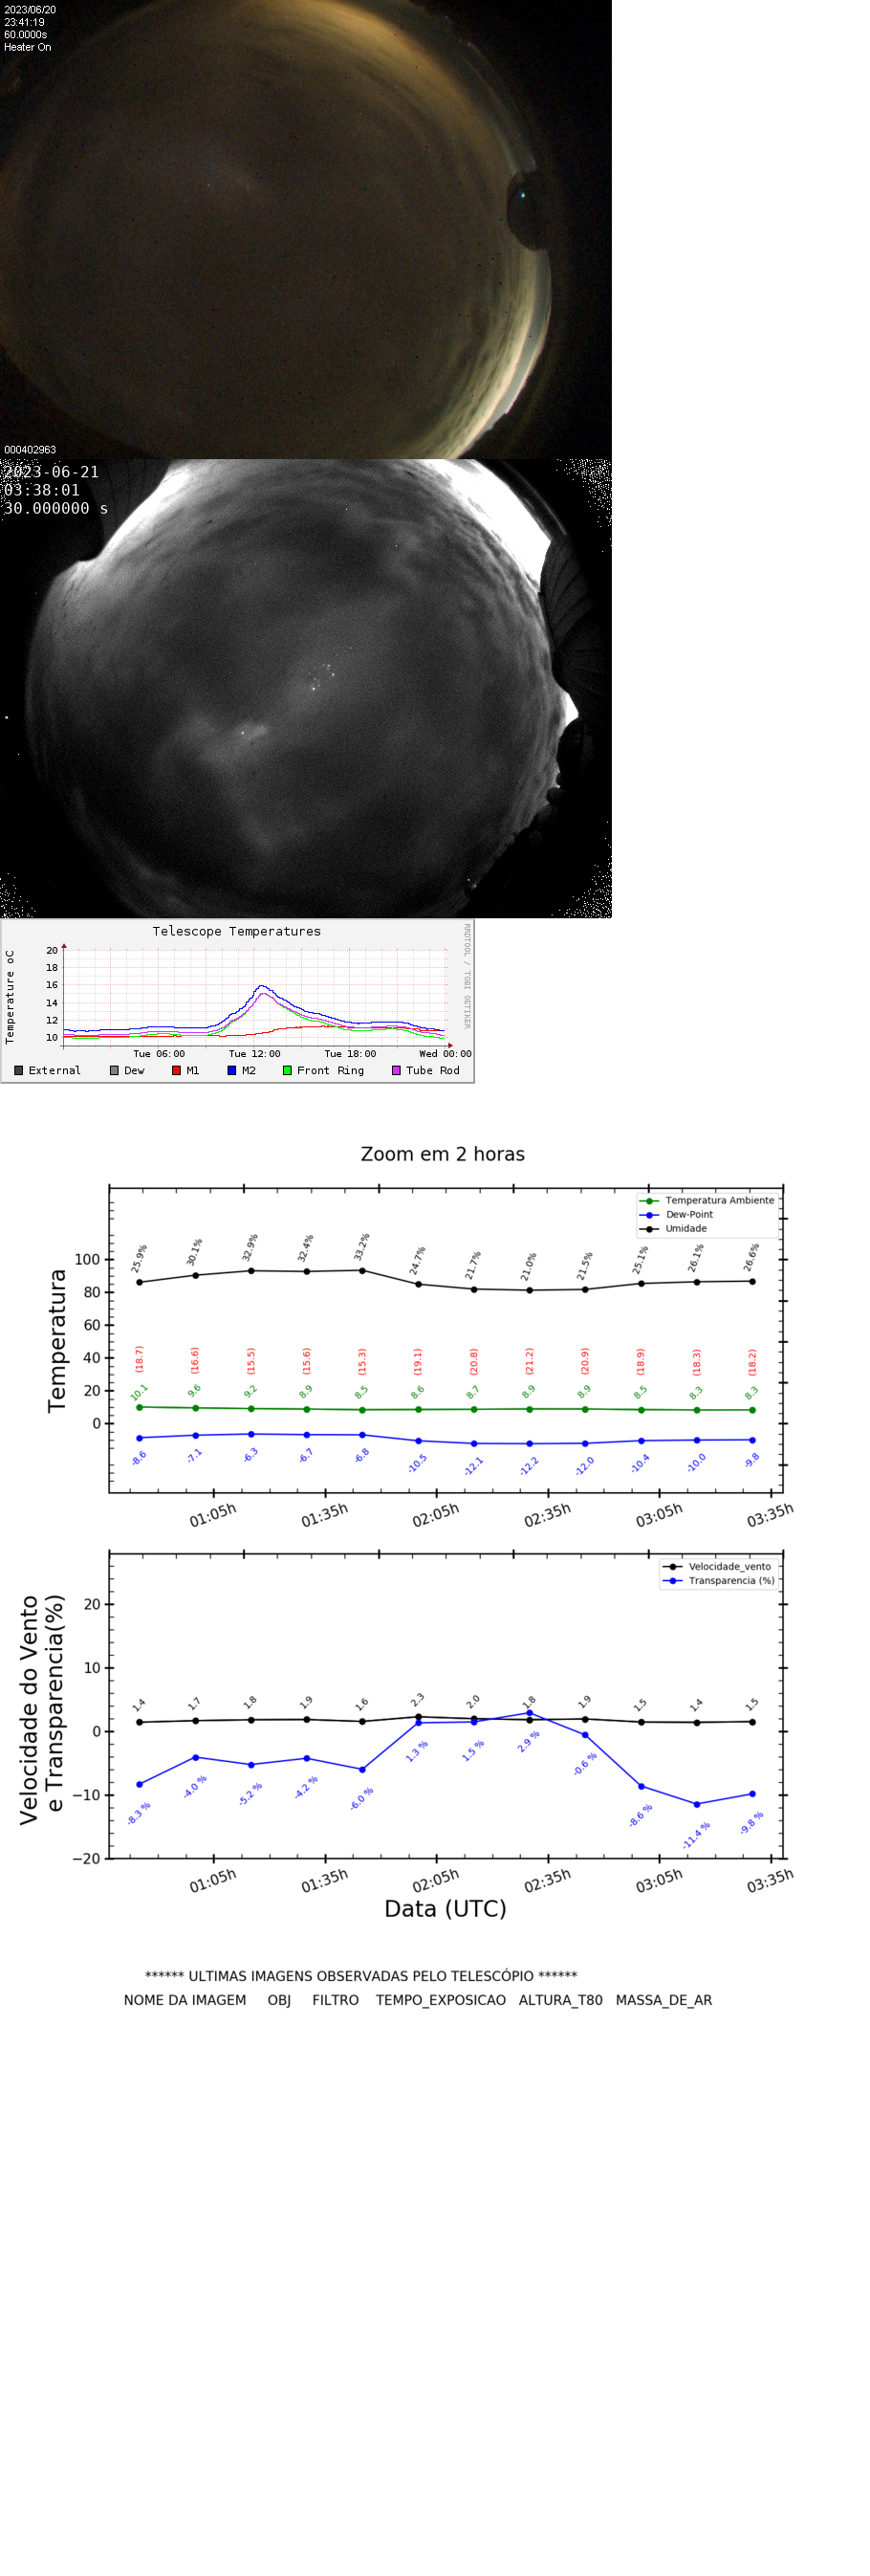 2023/06/20
23:41:19
60.0000s
Heater On
000402963
2023-06-21
03:38:01
30.000000 s
Telescope Temperatures
RRDTOOL / TOBI OETIKER
Temperature oC
20
18
16
14
12
10
Tue 06:00 Tue 12:00 Tue 18:00 Wed 00:00
External Dew M1 M2 Front Ring Tube Rod
Zoom em 2 horas
Temperatura Ambiente
Dew-Point
Umidade
Temperatura
100
80
60
40
20
0
25.9% 30.1% 32.9% 32.4% 33.2% 24.7% 21.7% 21.0% 21.5% 25.1% 26.1% 26.6%
(18.7) (16.6) (15.5) (15.6) (15.3) (19.1) (20.8) (21.2) (20.9) (18.9) (18.3) (18.2)
10.1 9.6 9.2 8.9 8.5 8.6 8.7 8.9 8.9 8.5 8.3 8.3
-8.6 -7.1 -6.3 -6.7 -6.8 -10.5 -12.1 -12.2 -12.0 -10.4 -10.0 -9.8
01:05h 01:35h 02:05h 02:35h 03:05h 03:35h
Velocidade_vento
Transparencia (%)
Velocidade do Vento
e Transparencia(%)
20
10
0
−10
−20
1.4 1.7 1.8 1.9 1.6 2.3 2.0 1.8 1.9 1.5 1.4 1.5
-8.3 % -4.0 % -5.2 % -4.2 % -6.0 % 1.3 % 1.5 % 2.9 % -0.6 % -8.6 % -11.4 % -9.8 %
01:05h 01:35h 02:05h 02:35h 03:05h 03:35h
Data (UTC)
****** ULTIMAS IMAGENS OBSERVADAS PELO TELESCÓPIO ******
NOME DA IMAGEM OBJ FILTRO TEMPO_EXPOSICAO ALTURA_T80 MASSA_DE_AR